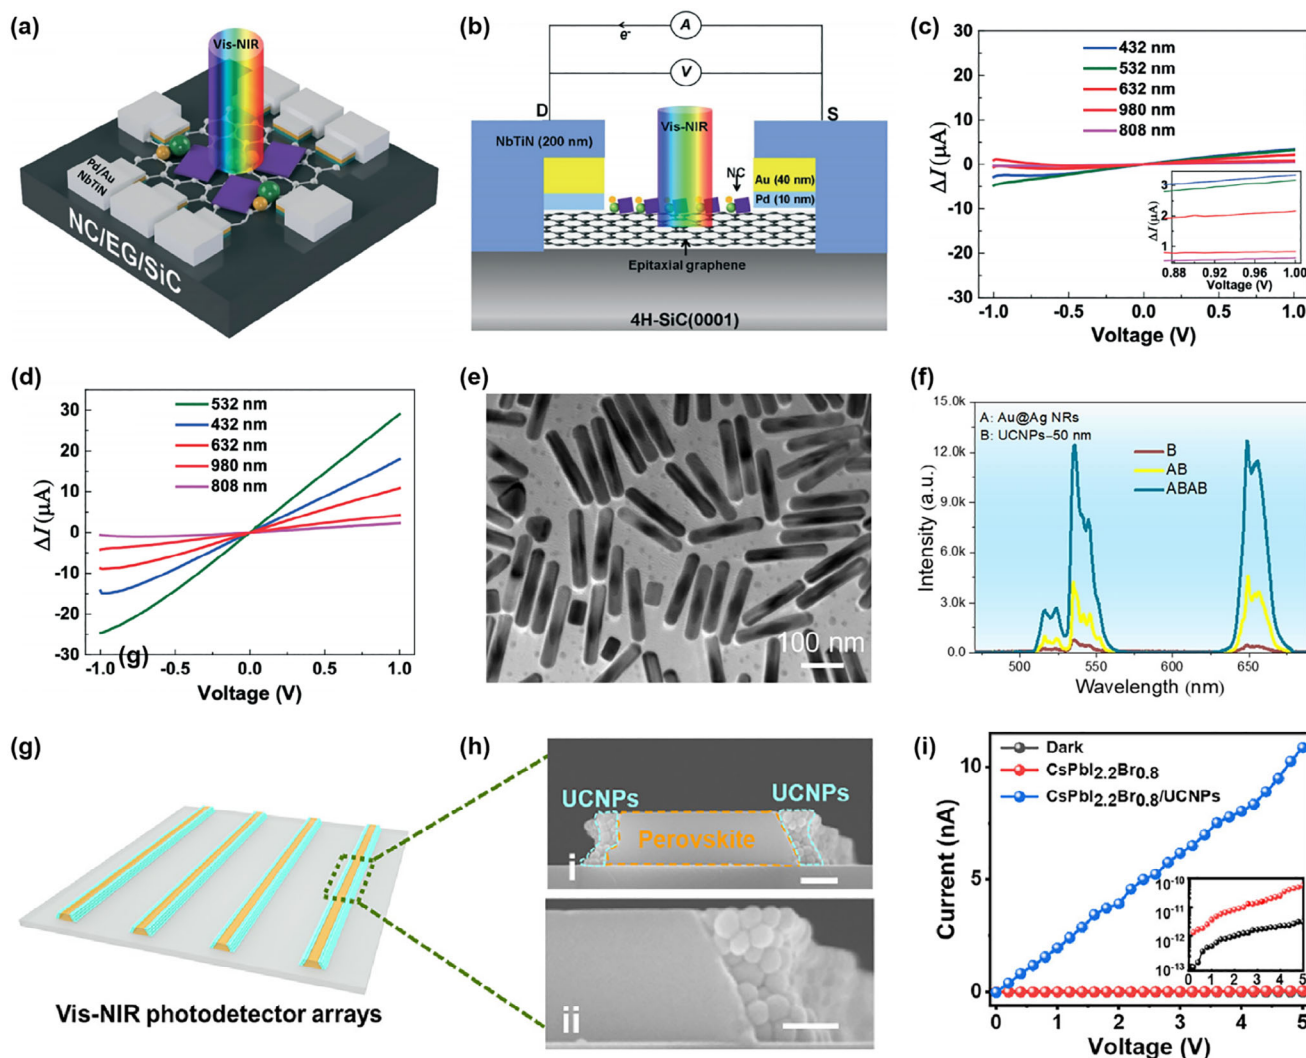 (a)
Vis-NIR
Pd/Au
NbTiN
NC/EG/SiC
(b)
A
e-
V
D
S
NbTiN (200 nm)
Vis-NIR
NC
Au (40 nm)
Pd (10 nm)
Epitaxial graphene
4H-SiC(0001)
(c)
30
20
10
0
-10
-20
-30
ΔI (μA)
432 nm
532 nm
632 nm
980 nm
808 nm
3
2
1
ΔI (μA)
0.88 0.92 0.96 1.00
Voltage (V)
-1.0 -0.5 0.0 0.5 1.0
Voltage (V)
(d)
30
20
10
0
-10
-20
-30
ΔI (μA)
532 nm
432 nm
632 nm
980 nm
808 nm
-1.0 -0.5 0.0 0.5 1.0
(g)
Voltage (V)
(e)
100 nm
(f)
15.0k
12.0k
9.0k
6.0k
3.0k
0.0
Intensity (a.u.)
A: Au@Ag NRs
B: UCNPs–50 nm
B
AB
ABAB
500 550 600 650
Wavelength (nm)
(g)
Vis-NIR photodetector arrays
(h)
UCNPs UCNPs
Perovskite
i
ii
(i)
10
5
0
Current (nA)
Dark
CsPbI2.2Br0.8
CsPbI2.2Br0.8/UCNPs
10-10
10-11
10-12
10-13
0 1 2 3 4 5
0 1 2 3 4 5
Voltage (V)